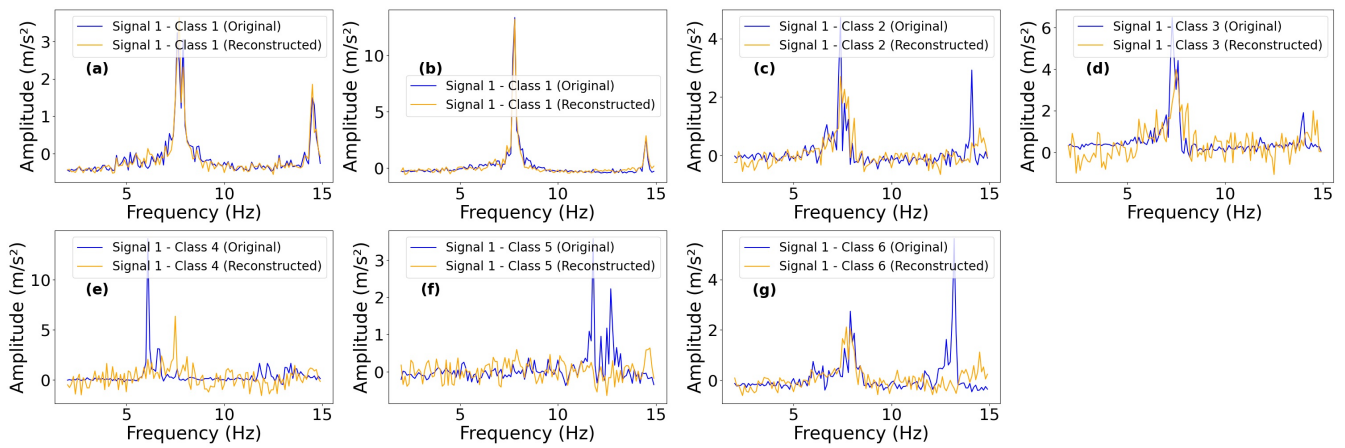 Amplitude (m/s²)
3
2
1
0
Signal 1 - Class 1 (Original)
Signal 1 - Class 1 (Reconstructed)
(a)
5
10
15
Frequency (Hz)
Amplitude (m/s²)
10
5
0
(b)
Signal 1 - Class 1 (Original)
Signal 1 - Class 1 (Reconstructed)
5
10
15
Frequency (Hz)
Amplitude (m/s²)
4
2
0
Signal 1 - Class 2 (Original)
Signal 1 - Class 2 (Reconstructed)
(c)
5
10
15
Frequency (Hz)
Amplitude (m/s²)
6
4
2
0
Signal 1 - Class 3 (Original)
Signal 1 - Class 3 (Reconstructed)
(d)
5
10
15
Frequency (Hz)
Amplitude (m/s²)
10
5
0
Signal 1 - Class 4 (Original)
Signal 1 - Class 4 (Reconstructed)
(e)
5
10
15
Frequency (Hz)
Amplitude (m/s²)
3
2
1
0
Signal 1 - Class 5 (Original)
Signal 1 - Class 5 (Reconstructed)
(f)
5
10
15
Frequency (Hz)
Amplitude (m/s²)
4
2
0
Signal 1 - Class 6 (Original)
Signal 1 - Class 6 (Reconstructed)
(g)
5
10
15
Frequency (Hz)